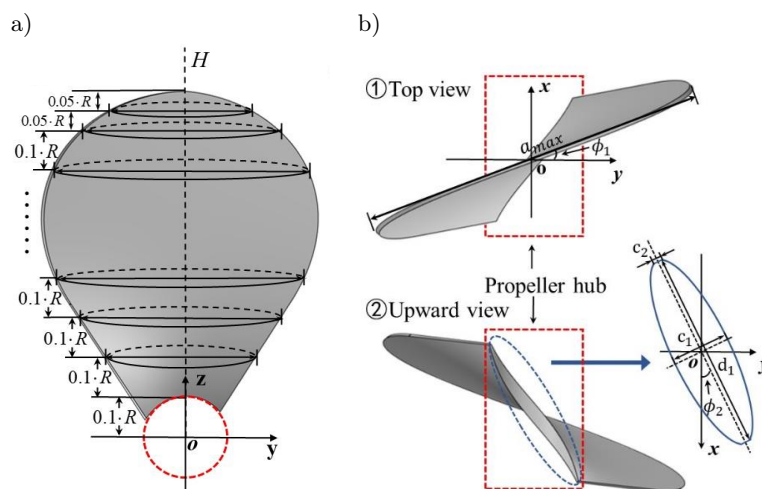 a)
H
0.05·R
0.05·R
0.1·R
0.1·R
0.1·R
0.1·R
0.1·R
z
o
y
b)
①Top view
x
a_max
ϕ₁
o
y
Propeller hub
②Upward view
c₂
c₁
o
d₁
y
ϕ₂
x